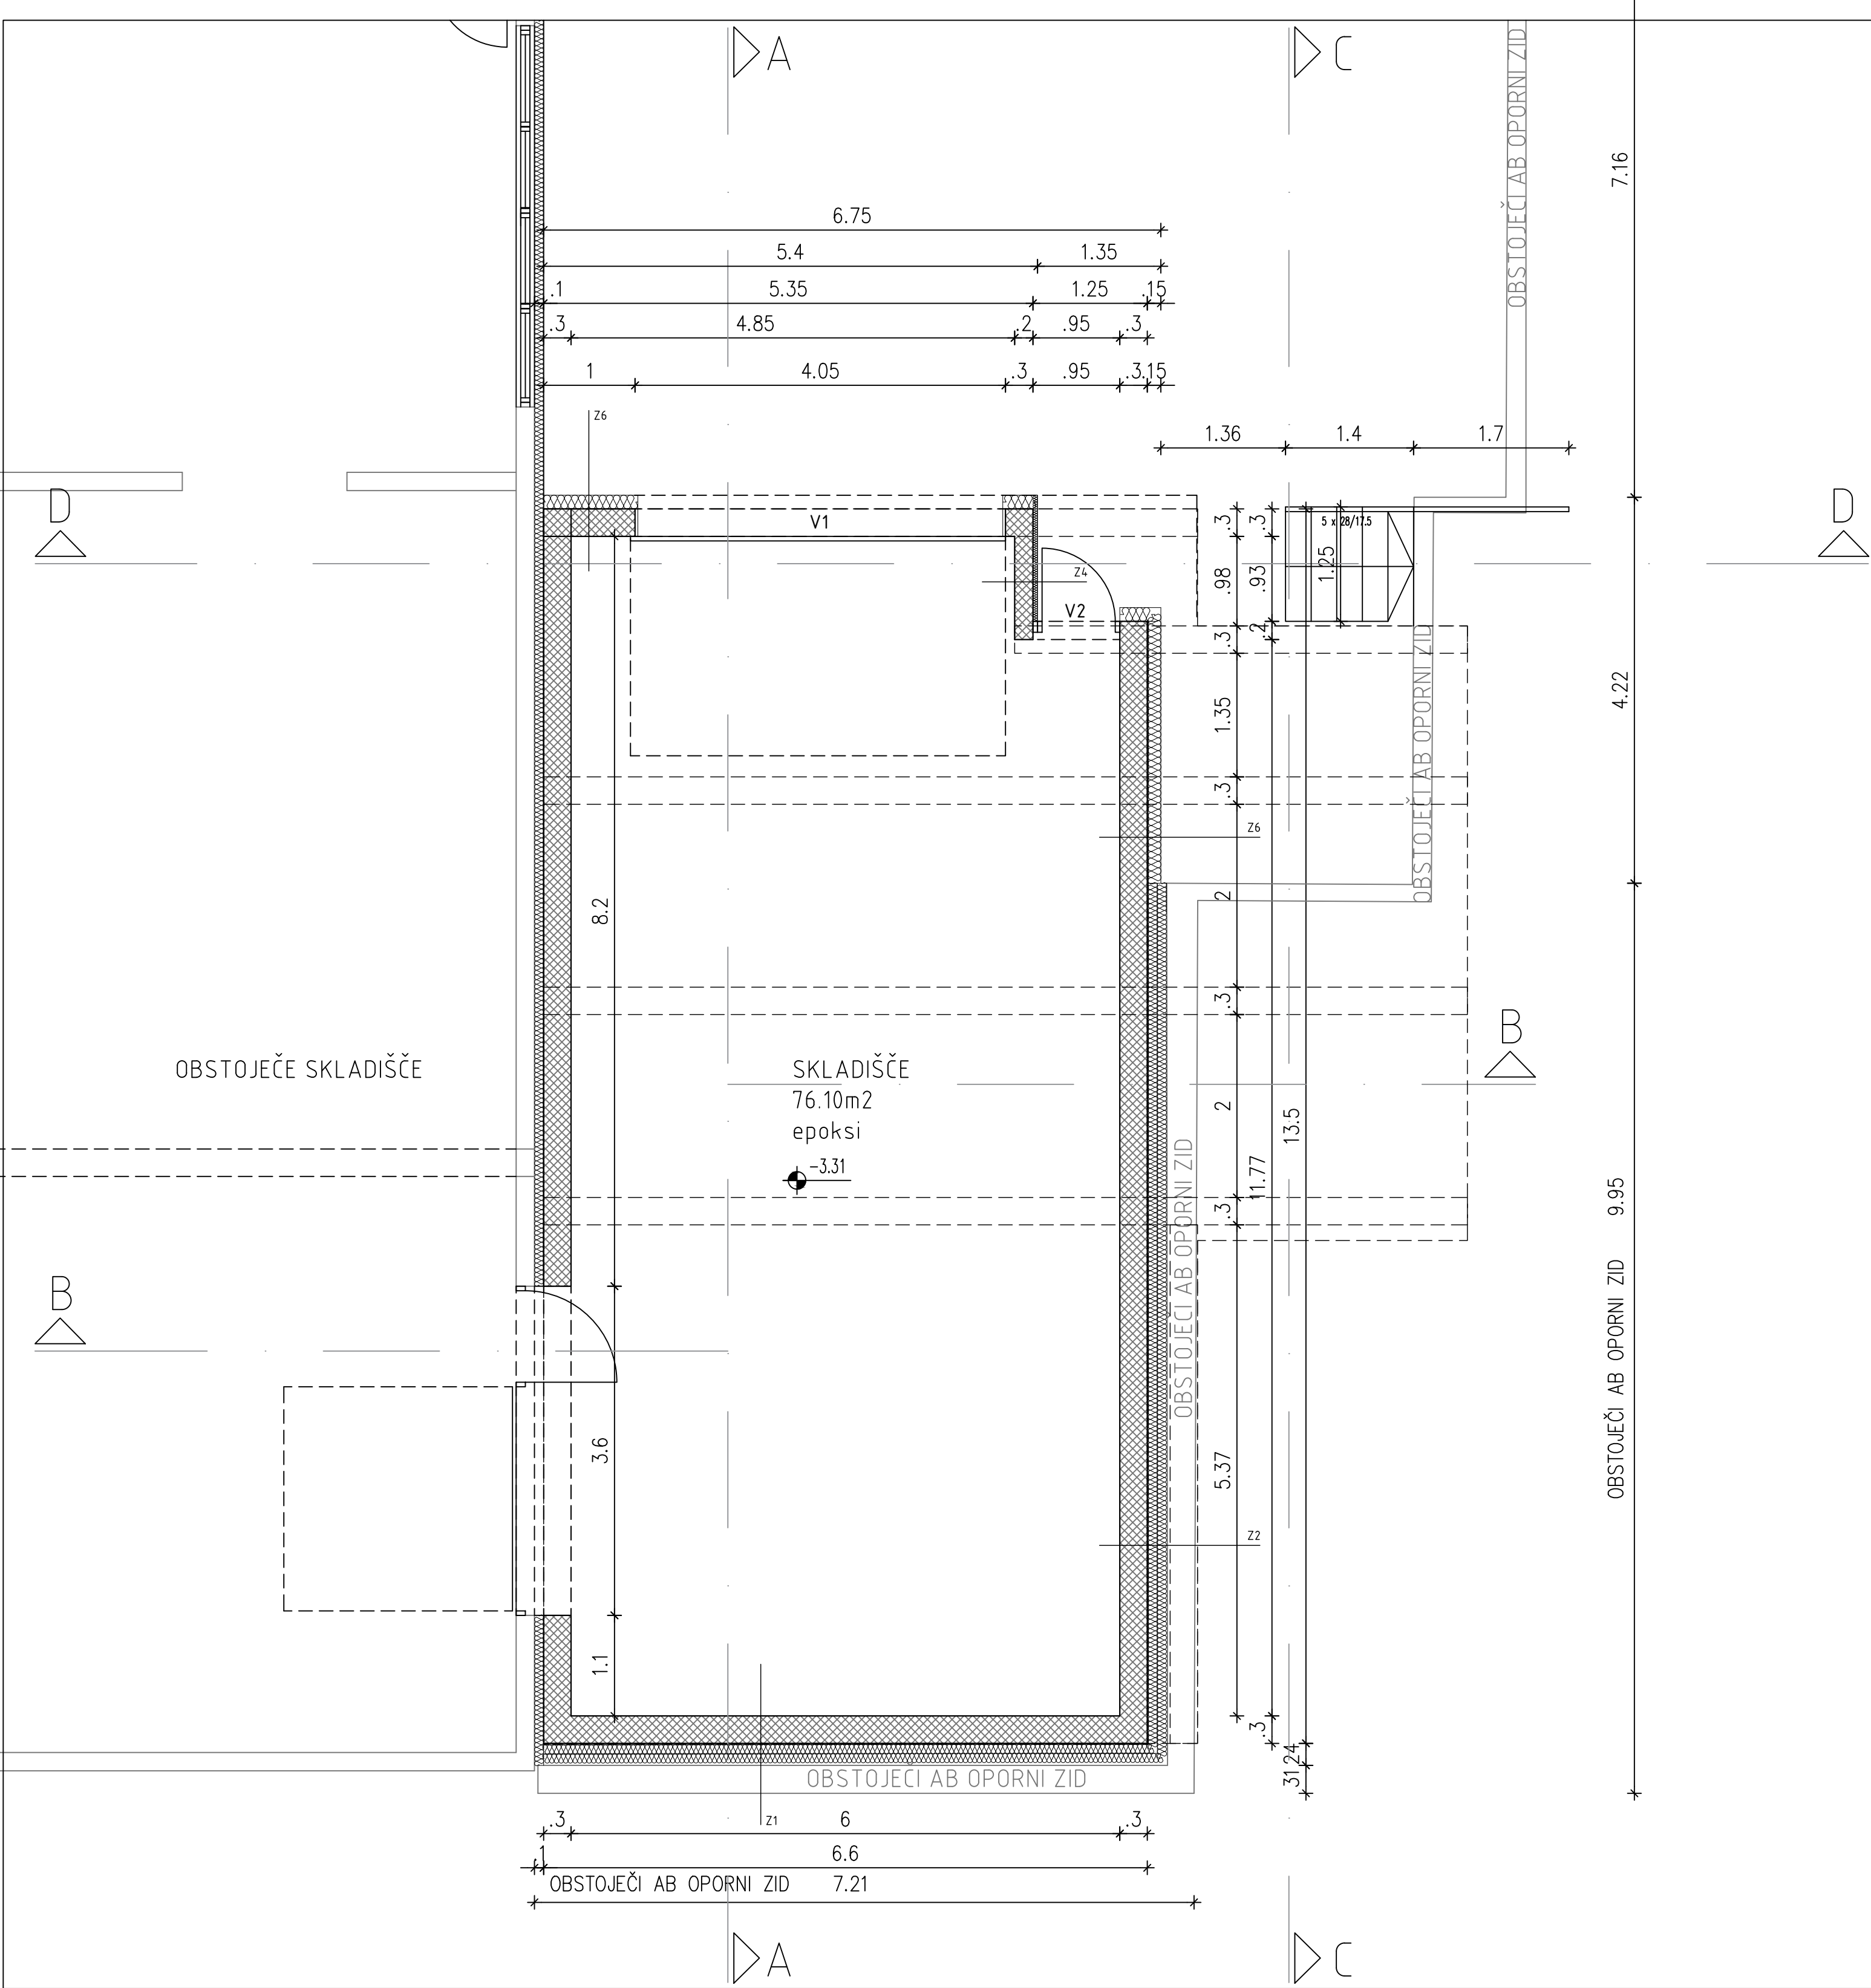 A
C
OBSTOJEČI AB OPORNI ZID
7.16
6.75
5.4
1.35
.1
5.35
1.25
.15
.3
4.85
.2
.95
.3
1
4.05
.3
.95
.3
.15
Z6
1.36
1.4
1.7
D
D
V1
.3
.3
5 x 28/17.5
1.25
.98
.93
Z4
V2
.2
.3
OBSTOJEČI AB OPORNI ZID
4.22
1.35
.3
Z6
8.2
2
.3
B
OBSTOJEČE SKLADIŠČE
SKLADIŠČE
76.10m2
epoksi
-3.31
2
13.5
11.77
.3
OBSTOJEČI AB OPORNI ZID
OBSTOJEČI AB OPORNI ZID 9.95
B
3.6
5.37
Z2
1.1
.3
24
31
OBSTOJEČI AB OPORNI ZID
Z1
.3
6
.3
.1
6.6
OBSTOJEČI AB OPORNI ZID 7.21
A
C